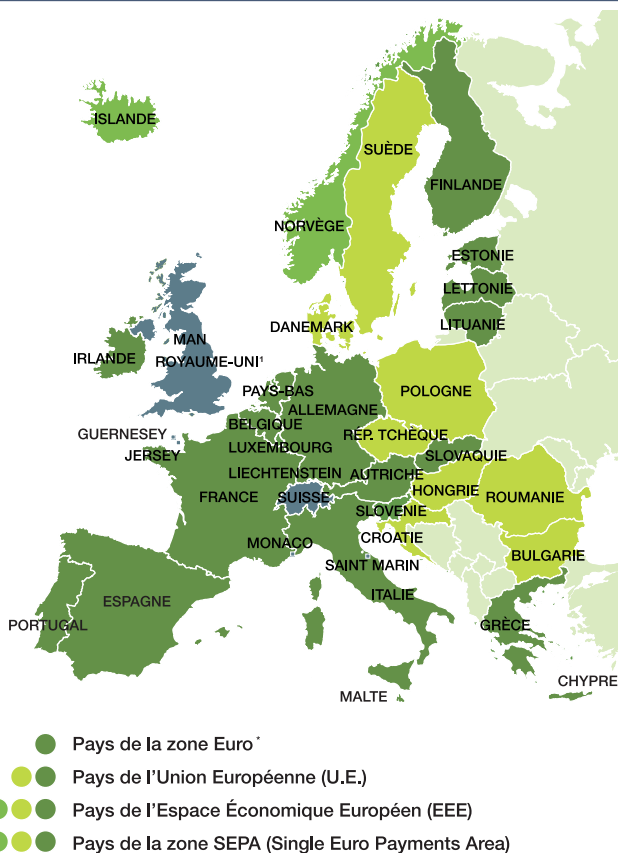 ISLANDE
SUÈDE
FINLANDE
NORVÈGE
ESTONIE
LETTONIE
DANEMARK
LITUANIE
MAN
IRLANDE
ROYAUME-UNI¹
PAYS-BAS
POLOGNE
ALLEMAGNE
BELGIQUE
GUERNESEY
RÉP. TCHÈQUE
JERSEY
LUXEMBOURG
SLOVAQUIE
LIECHTENSTEIN
AUTRICHE
FRANCE
SUISSE
HONGRIE
ROUMANIE
SLOVENIE
MONACO
CROATIE
BULGARIE
SAINT MARIN
ESPAGNE
ITALIE
PORTUGAL
GRÈCE
CHYPRE
MALTE
Pays de la zone Euro*
Pays de l'Union Européenne (U.E.)
Pays de l'Espace Économique Européen (EEE)
Pays de la zone SEPA (Single Euro Payments Area)